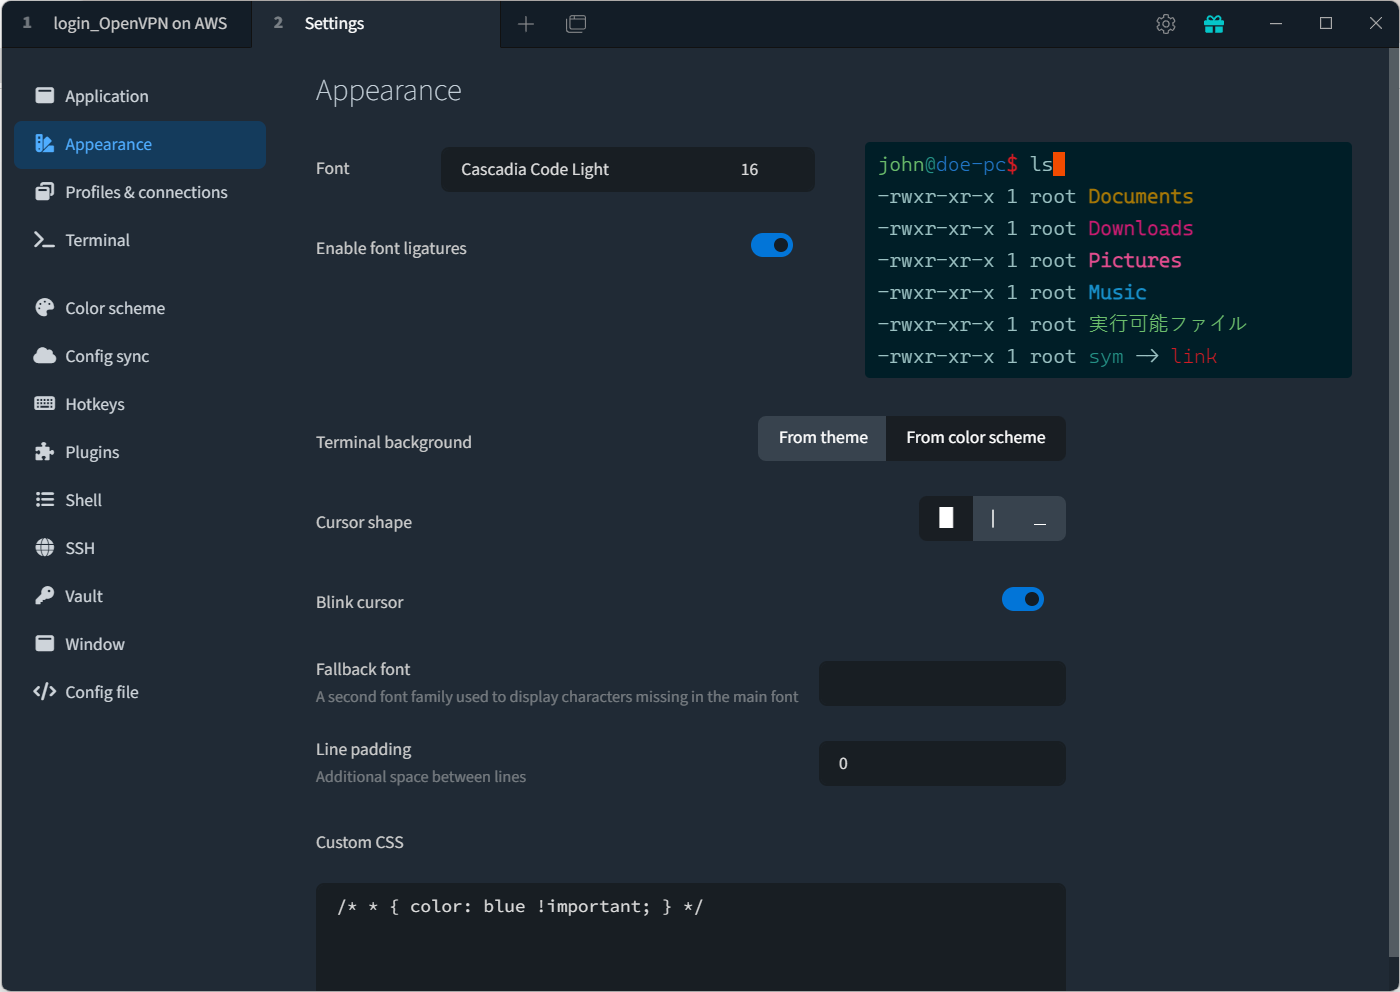 1 login_OpenVPN on AWS
2 Settings
Application
Appearance
Profiles & connections
Terminal
Color scheme
Config sync
Hotkeys
Plugins
Shell
SSH
Vault
Window
Config file
Appearance
Font
Cascadia Code Light 16
Enable font ligatures
john@doe-pc$ ls
-rwxr-xr-x 1 root Documents
-rwxr-xr-x 1 root Downloads
-rwxr-xr-x 1 root Pictures
-rwxr-xr-x 1 root Music
-rwxr-xr-x 1 root 実行可能ファイル
-rwxr-xr-x 1 root sym -> link
Terminal background
From theme From color scheme
Cursor shape
█ | _
Blink cursor
Fallback font
A second font family used to display characters missing in the main font
Line padding
Additional space between lines
0
Custom CSS
/* * { color: blue !important; } */